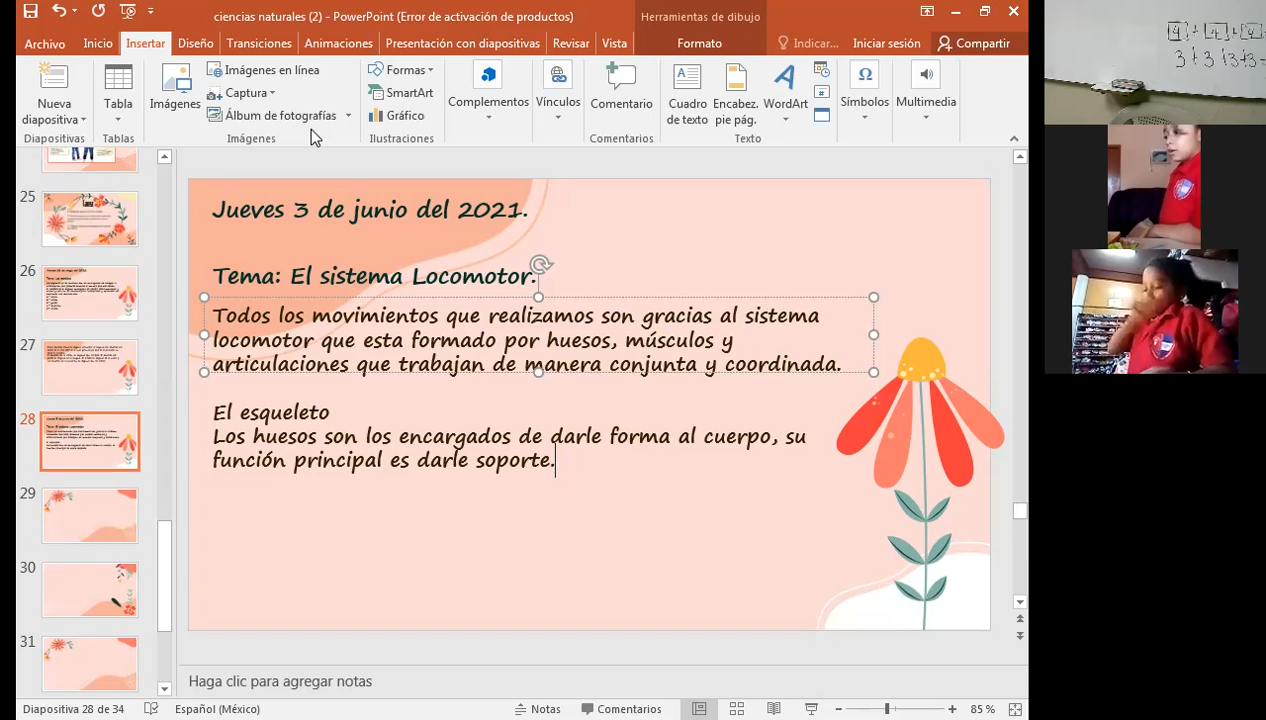 ciencias naturales (2) - PowerPoint (Error de activación de productos)
Herramientas de dibujo
Archivo
Inicio
Insertar
Diseño
Transiciones
Animaciones
Presentación con diapositivas
Revisar
Vista
Formato
Indicar...
Iniciar sesión
Compartir
Nueva diapositiva
Tabla
Imágenes
Imágenes en línea
Captura
Álbum de fotografías
Formas
SmartArt
Gráfico
Complementos
Vínculos
Comentario
Cuadro de texto
Encabez. pie pág.
WordArt
Símbolos
Multimedia
Diapositivas
Tablas
Imágenes
Ilustraciones
Comentarios
Texto
25
26
27
28
29
30
31
Jueves 3 de junio del 2021.
Tema: El sistema Locomotor.
Todos los movimientos que realizamos son gracias al sistema
locomotor que esta formado por huesos, músculos y
articulaciones que trabajan de manera conjunta y coordinada.
El esqueleto
Los huesos son los encargados de darle forma al cuerpo, su
función principal es darle soporte.
Haga clic para agregar notas
Diapositiva 28 de 34
Español (México)
Notas
Comentarios
85 %
3 + 3 + 3 + 3 =